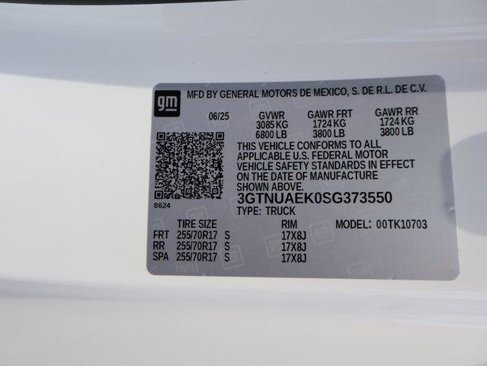 gm
MFD BY GENERAL MOTORS DE MEXICO, S. DE R.L. DE C.V.
06/25 GVWR GAWR FRT GAWR RR
3085 KG 1724 KG 1724 KG
6800 LB 3800 LB 3800 LB
THIS VEHICLE CONFORMS TO ALL
APPLICABLE U.S. FEDERAL MOTOR
VEHICLE SAFETY STANDARDS IN EFFECT
ON THE DATE OF MANUFACTURE
SHOWN ABOVE.
8624
3GTNUAEK0SG373550
TYPE: TRUCK
TIRE SIZE RIM MODEL: 00TK10703
FRT 255/70R17 S 17X8J
RR 255/70R17 S 17X8J
SPA 255/70R17 S 17X8J